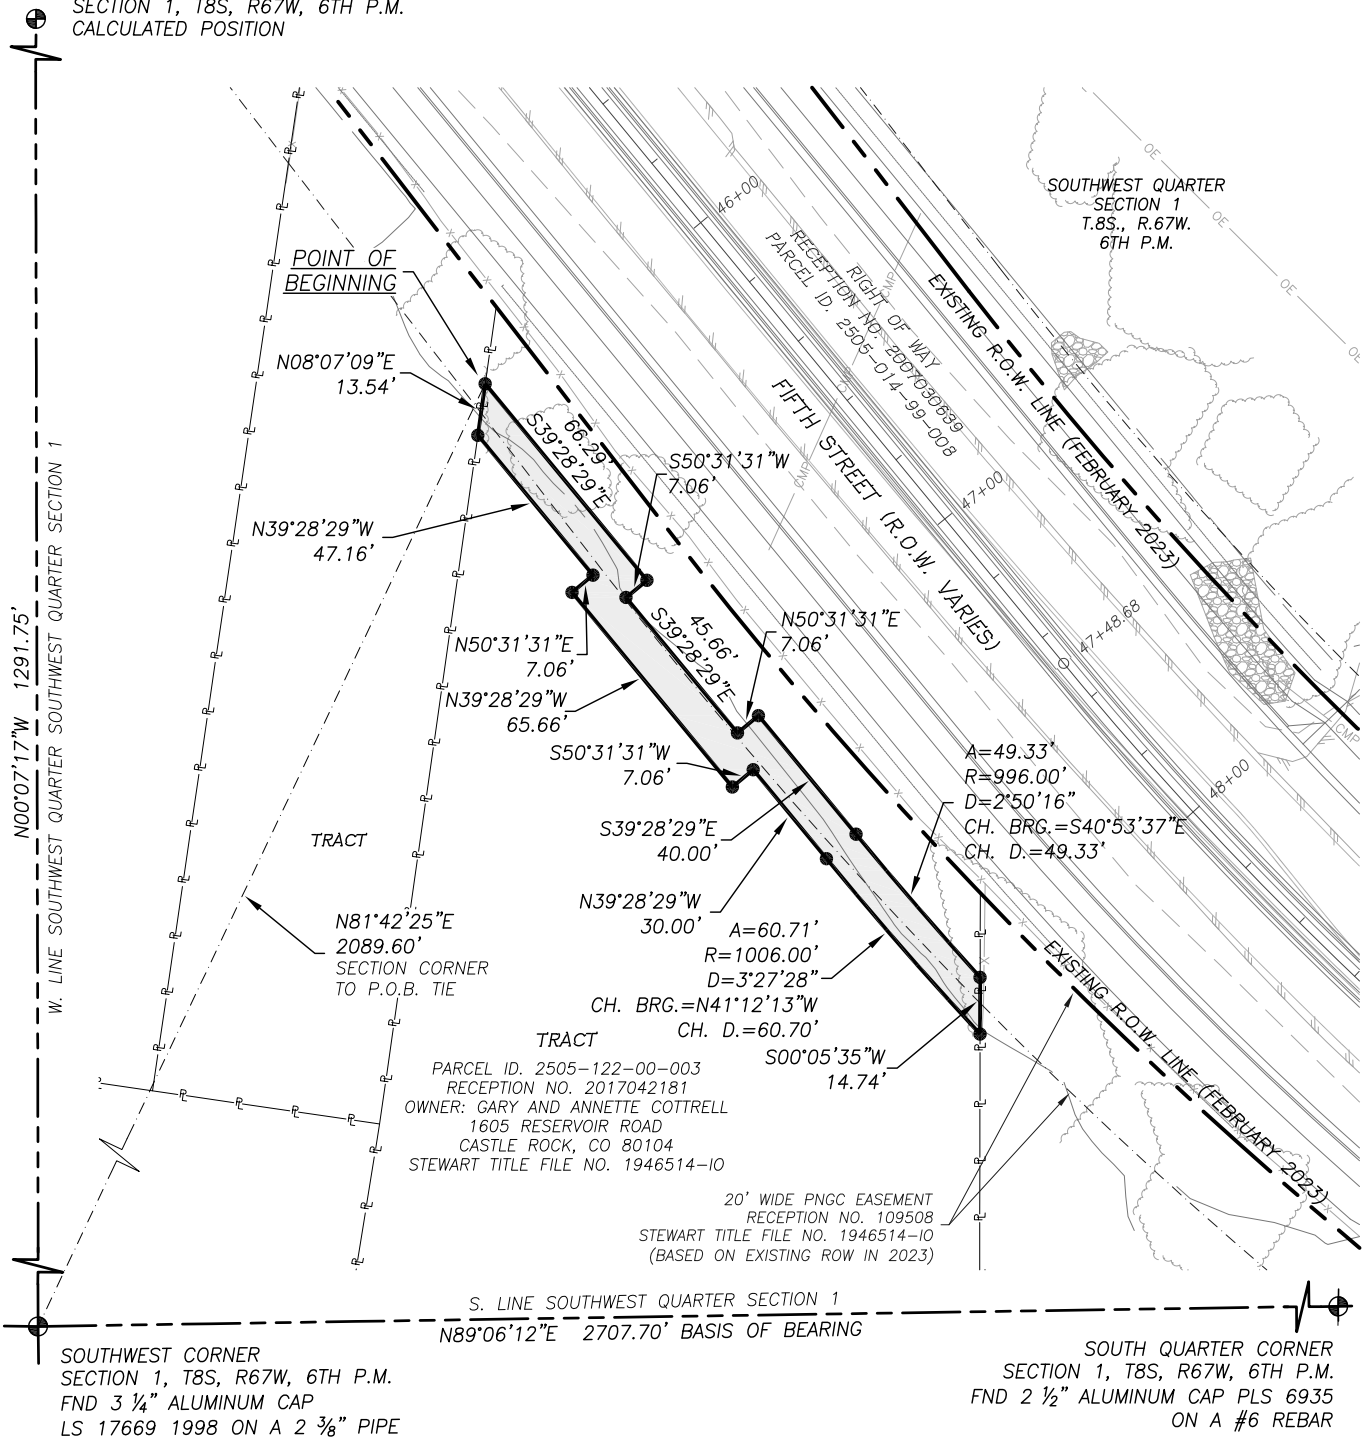 SECTION 1, T8S, R67W, 6TH P.M.
CALCULATED POSITION
SOUTHWEST QUARTER
SECTION 1
T.8S., R.67W.
6TH P.M.
OE
OE
OE
OE
46+00
RIGHT OF WAY
RECEPTION NO. 2007030639
PARCEL ID. 2505-014-99-008
CMP
EXISTING R.O.W. LINE (FEBRUARY 2023)
POINT OF
BEGINNING
N08°07'09"E
13.54'
66.29'
S39°28'29"E
S50°31'31"W
7.06'
FIFTH STREET (R.O.W. VARIES)
CMP
47+00
N39°28'29"W
47.16'
47+48.68
45.66'
S39°28'29"E
N50°31'31"E
7.06'
N50°31'31"E
7.06'
N39°28'29"W
65.66'
S50°31'31"W
7.06'
CMP
48+00
A=49.33'
R=996.00'
D=2°50'16"
CH. BRG.=S40°53'37"E
CH. D.=49.33'
S39°28'29"E
40.00'
N39°28'29"W
30.00'
N00°07'17"W 1291.75'
W. LINE SOUTHWEST QUARTER SOUTHWEST QUARTER SECTION 1
TRACT
N81°42'25"E
2089.60'
SECTION CORNER
TO P.O.B. TIE
A=60.71'
R=1006.00'
D=3°27'28"
CH. BRG.=N41°12'13"W
CH. D.=60.70'
S00°05'35"W
14.74'
EXISTING R.O.W. LINE (FEBRUARY 2023)
TRACT
PARCEL ID. 2505-122-00-003
RECEPTION NO. 2017042181
OWNER: GARY AND ANNETTE COTTRELL
1605 RESERVOIR ROAD
CASTLE ROCK, CO 80104
STEWART TITLE FILE NO. 1946514-IO
20' WIDE PNGC EASEMENT
RECEPTION NO. 109508
STEWART TITLE FILE NO. 1946514-IO
(BASED ON EXISTING ROW IN 2023)
S. LINE SOUTHWEST QUARTER SECTION 1
N89°06'12"E 2707.70' BASIS OF BEARING
SOUTHWEST CORNER
SECTION 1, T8S, R67W, 6TH P.M.
FND 3 ¼" ALUMINUM CAP
LS 17669 1998 ON A 2 ⅜" PIPE
SOUTH QUARTER CORNER
SECTION 1, T8S, R67W, 6TH P.M.
FND 2 ½" ALUMINUM CAP PLS 6935
ON A #6 REBAR